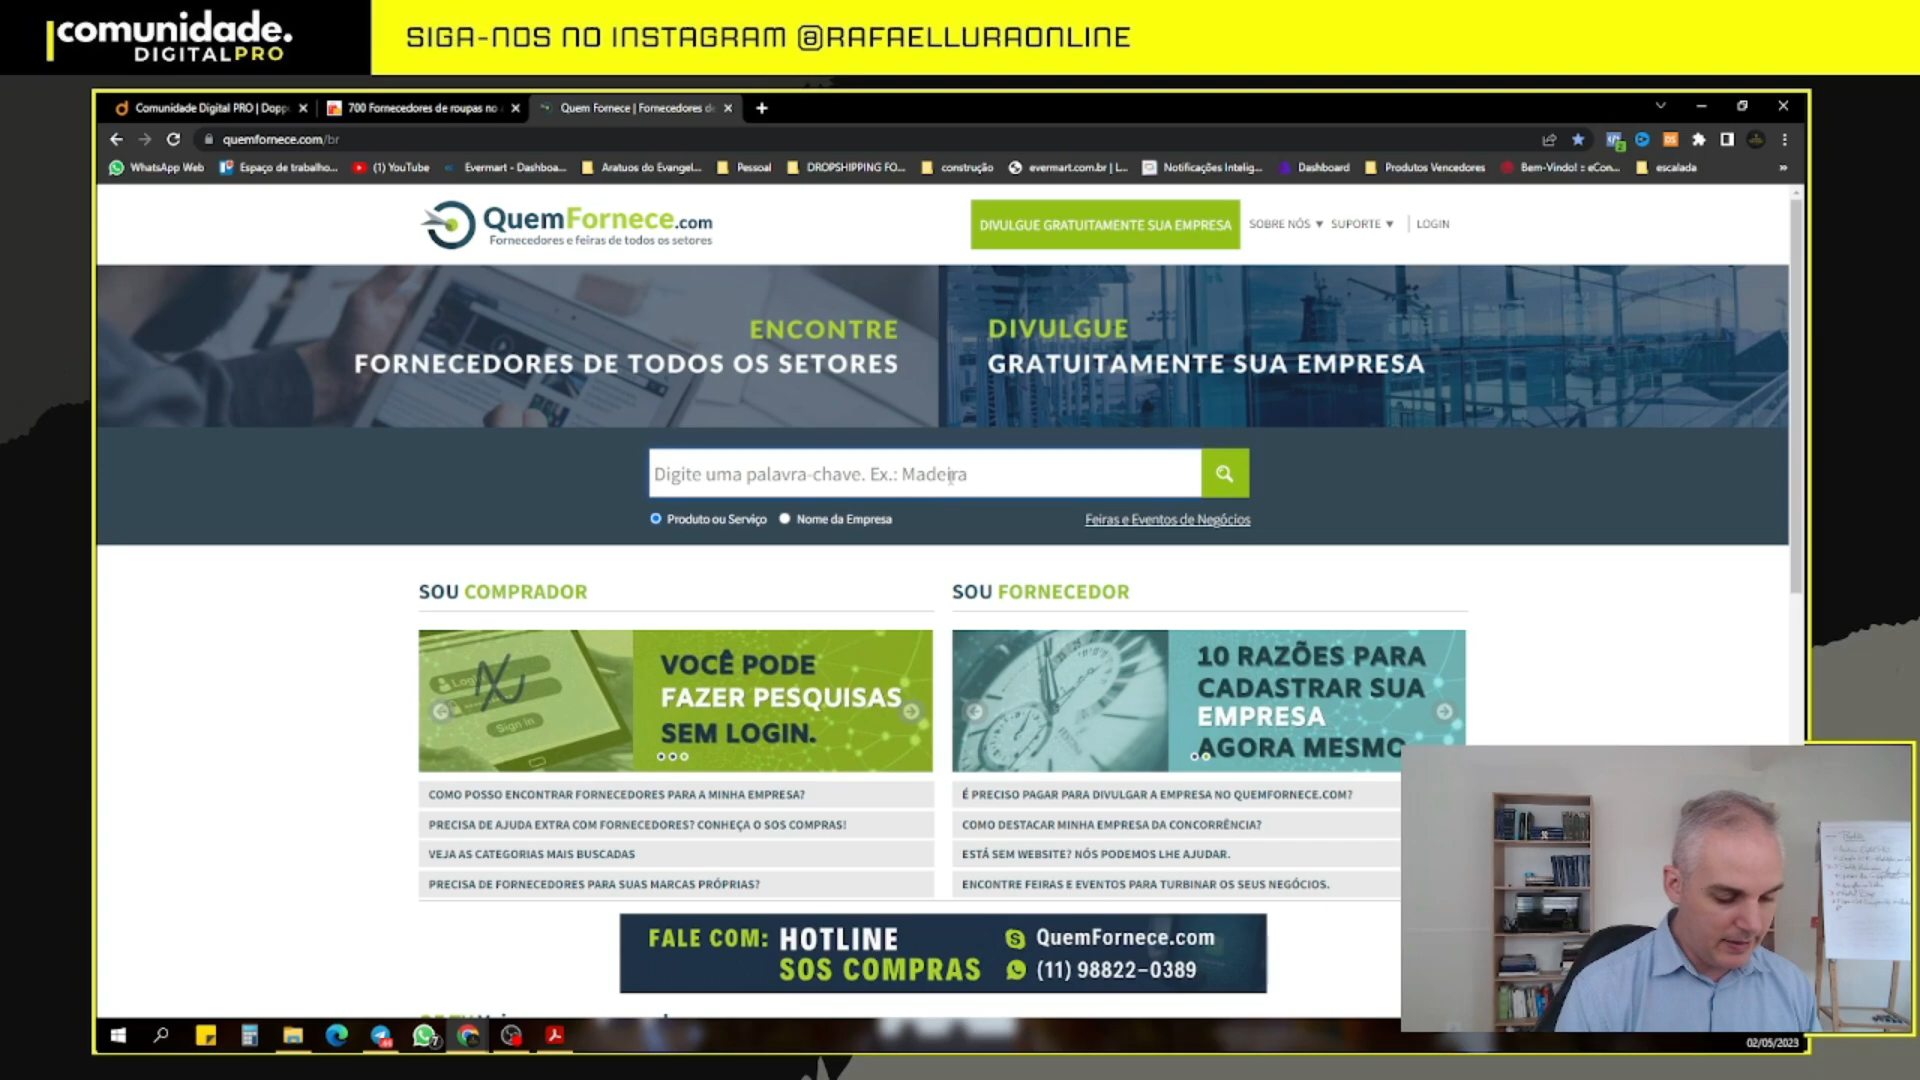 comunidade.
DIGITALPRO
SIGA-NOS NO INSTAGRAM @RAFAELLURAONLINE
Comunidade Digital PRO | Dopp
700 Fornecedores de roupas no
Quem Fornece | Fornecedores d
quemfornece.com/br
WhatsApp Web
Espaço de trabalho...
(1) YouTube
Evermart - Dashboa...
Aratuos do Evangel...
Pessoal
DROPSHIPPING FO...
construção
evermart.com.br | L...
Notificações Intelig...
Dashboard
Produtos Vencedores
Bem-Vindo! :: eCon...
escalada
»
QuemFornece.com
Fornecedores e feiras de todos os setores
DIVULGUE GRATUITAMENTE SUA EMPRESA
SOBRE NÓS
SUPORTE
LOGIN
ENCONTRE
FORNECEDORES DE TODOS OS SETORES
DIVULGUE
GRATUITAMENTE SUA EMPRESA
Digite uma palavra-chave. Ex.: Madeira
Produto ou Serviço
Nome da Empresa
Feiras e Eventos de Negócios
SOU COMPRADOR
SOU FORNECEDOR
Login
Sign in
VOCÊ PODE
FAZER PESQUISAS
SEM LOGIN.
10 RAZÕES PARA
CADASTRAR SUA
EMPRESA
AGORA MESMO
COMO POSSO ENCONTRAR FORNECEDORES PARA A MINHA EMPRESA?
PRECISA DE AJUDA EXTRA COM FORNECEDORES? CONHEÇA O SOS COMPRAS!
VEJA AS CATEGORIAS MAIS BUSCADAS
PRECISA DE FORNECEDORES PARA SUAS MARCAS PRÓPRIAS?
É PRECISO PAGAR PARA DIVULGAR A EMPRESA NO QUEMFORNECE.COM?
COMO DESTACAR MINHA EMPRESA DA CONCORRÊNCIA?
ESTÁ SEM WEBSITE? NÓS PODEMOS LHE AJUDAR.
ENCONTRE FEIRAS E EVENTOS PARA TURBINAR OS SEUS NEGÓCIOS.
FALE COM: HOTLINE
SOS COMPRAS
QuemFornece.com
(11) 98822-0389
02/05/2023